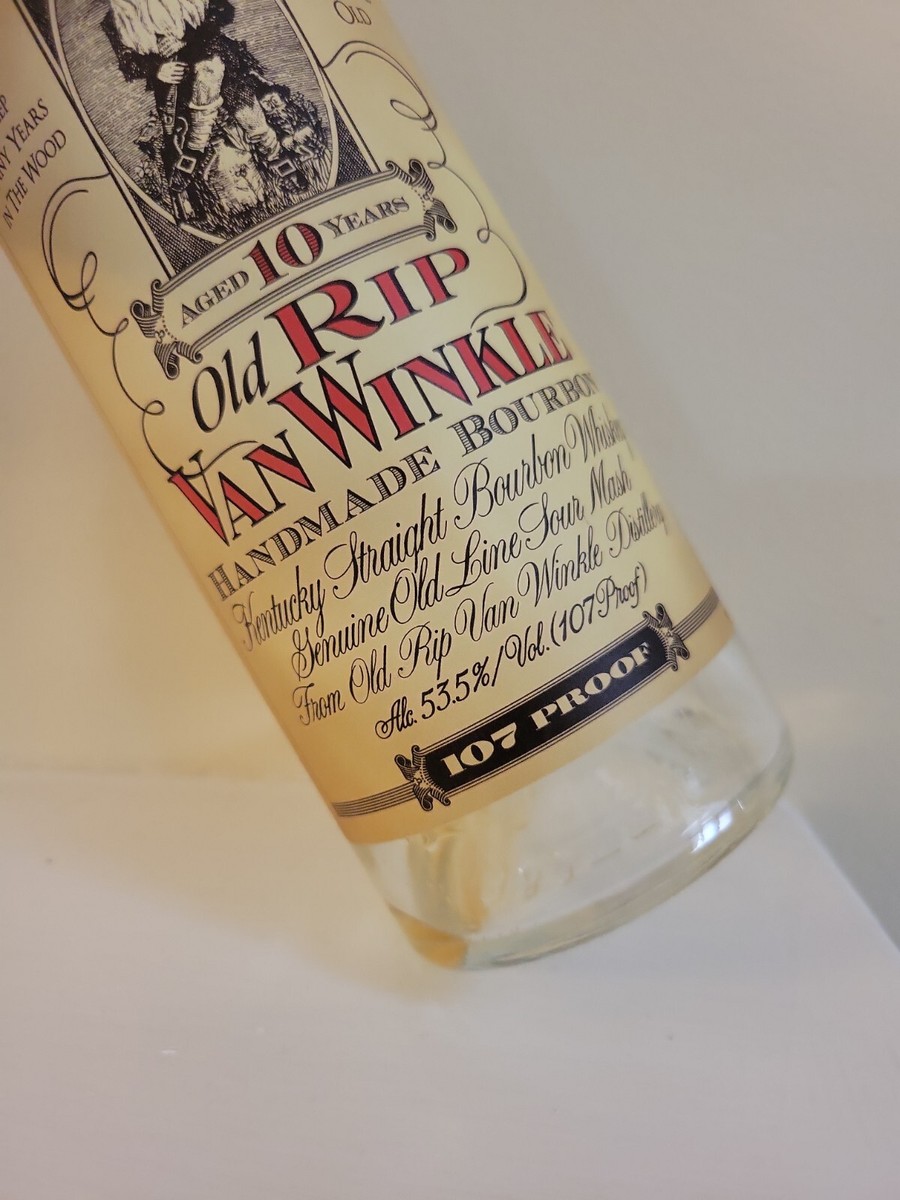 OLD
NY YEARS
IN THE WOOD
AGED 10 YEARS
Old RIP
VAN WINKLE
HANDMADE BOURBON
Kentucky Straight Bourbon Whiskey
Genuine Old Line Sour Mash
From Old Rip Van Winkle Distillery
Alc. 53.5%/Vol. (107 Proof)
107 PROOF